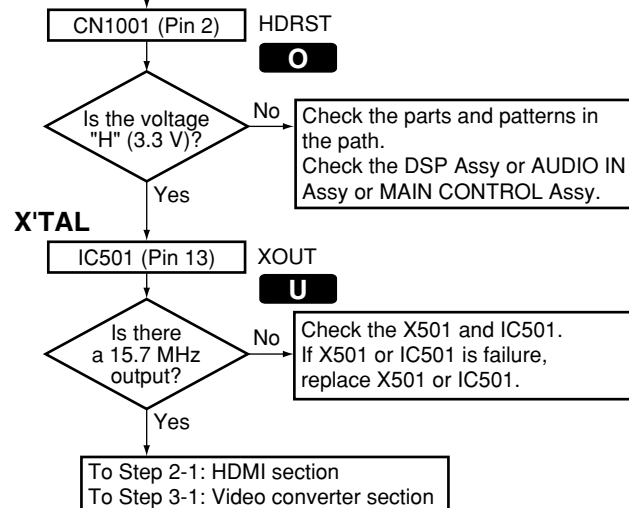 CN1001 (Pin 2)
HDRST
O
Is the voltage
"H" (3.3 V)?
No
Check the parts and patterns in
the path.
Check the DSP Assy or AUDIO IN
Assy or MAIN CONTROL Assy.
Yes
X'TAL
IC501 (Pin 13)
XOUT
U
Is there
a 15.7 MHz
output?
No
Check the X501 and IC501.
If X501 or IC501 is failure,
replace X501 or IC501.
Yes
To Step 2-1: HDMI section
To Step 3-1: Video converter section